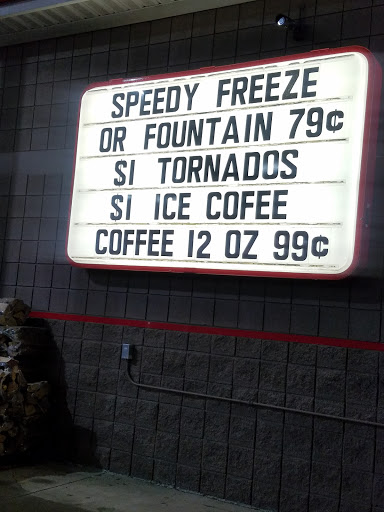 SPEEDY FREEZE
OR FOUNTAIN 79¢
$1 TORNADOS
$1 ICE COFEE
COFFEE 12 OZ 99¢